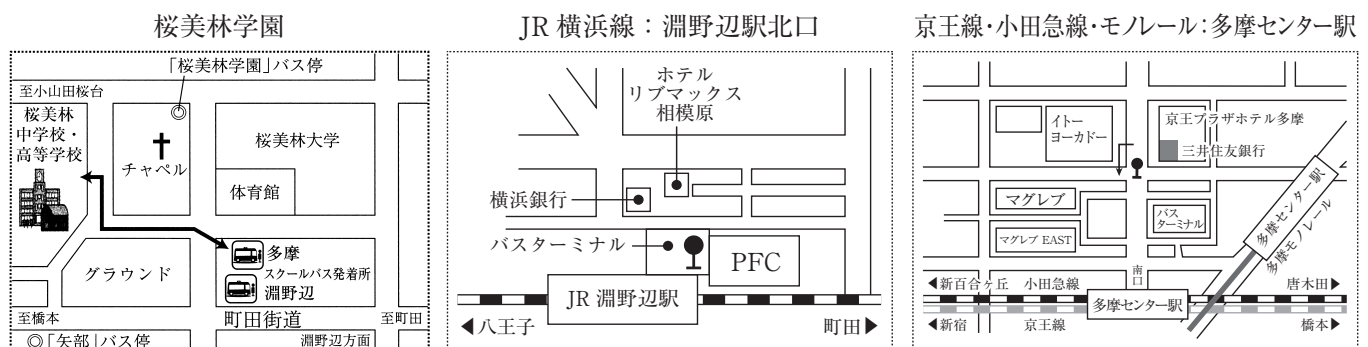 桜美林学園
「桜美林学園」バス停
至小山田桜台
桜美林
中学校・
高等学校
チャペル
桜美林大学
体育館
グラウンド
多摩
スクールバス発着所
淵野辺
至橋本
町田街道
至町田
◎「矢部」バス停
淵野辺方面
JR 横浜線：淵野辺駅北口
ホテル
リブマックス
相模原
横浜銀行
バスターミナル
PFC
JR 淵野辺駅
◀八王子
町田▶
京王線・小田急線・モノレール：多摩センター駅
イトー
ヨーカドー
京王プラザホテル多摩
三井住友銀行
マグレブ
バス
ターミナル
マグレブ EAST
多摩センター駅
多摩モノレール
南口
◀新百合ヶ丘
小田急線
唐木田▶
多摩センター駅
◀新宿
京王線
橋本▶